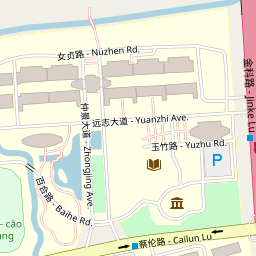 女贞路 - Nuzhen Rd.
金科路 - Jinke Lu
仲景大道 - Zhongjing Ave.
远志大道 - Yuanzhi Ave.
玉竹路 - Yuzhu Rd.
P
百合路 - Baihe Rd.
- cāo
蔡伦路 - Cailun Lu